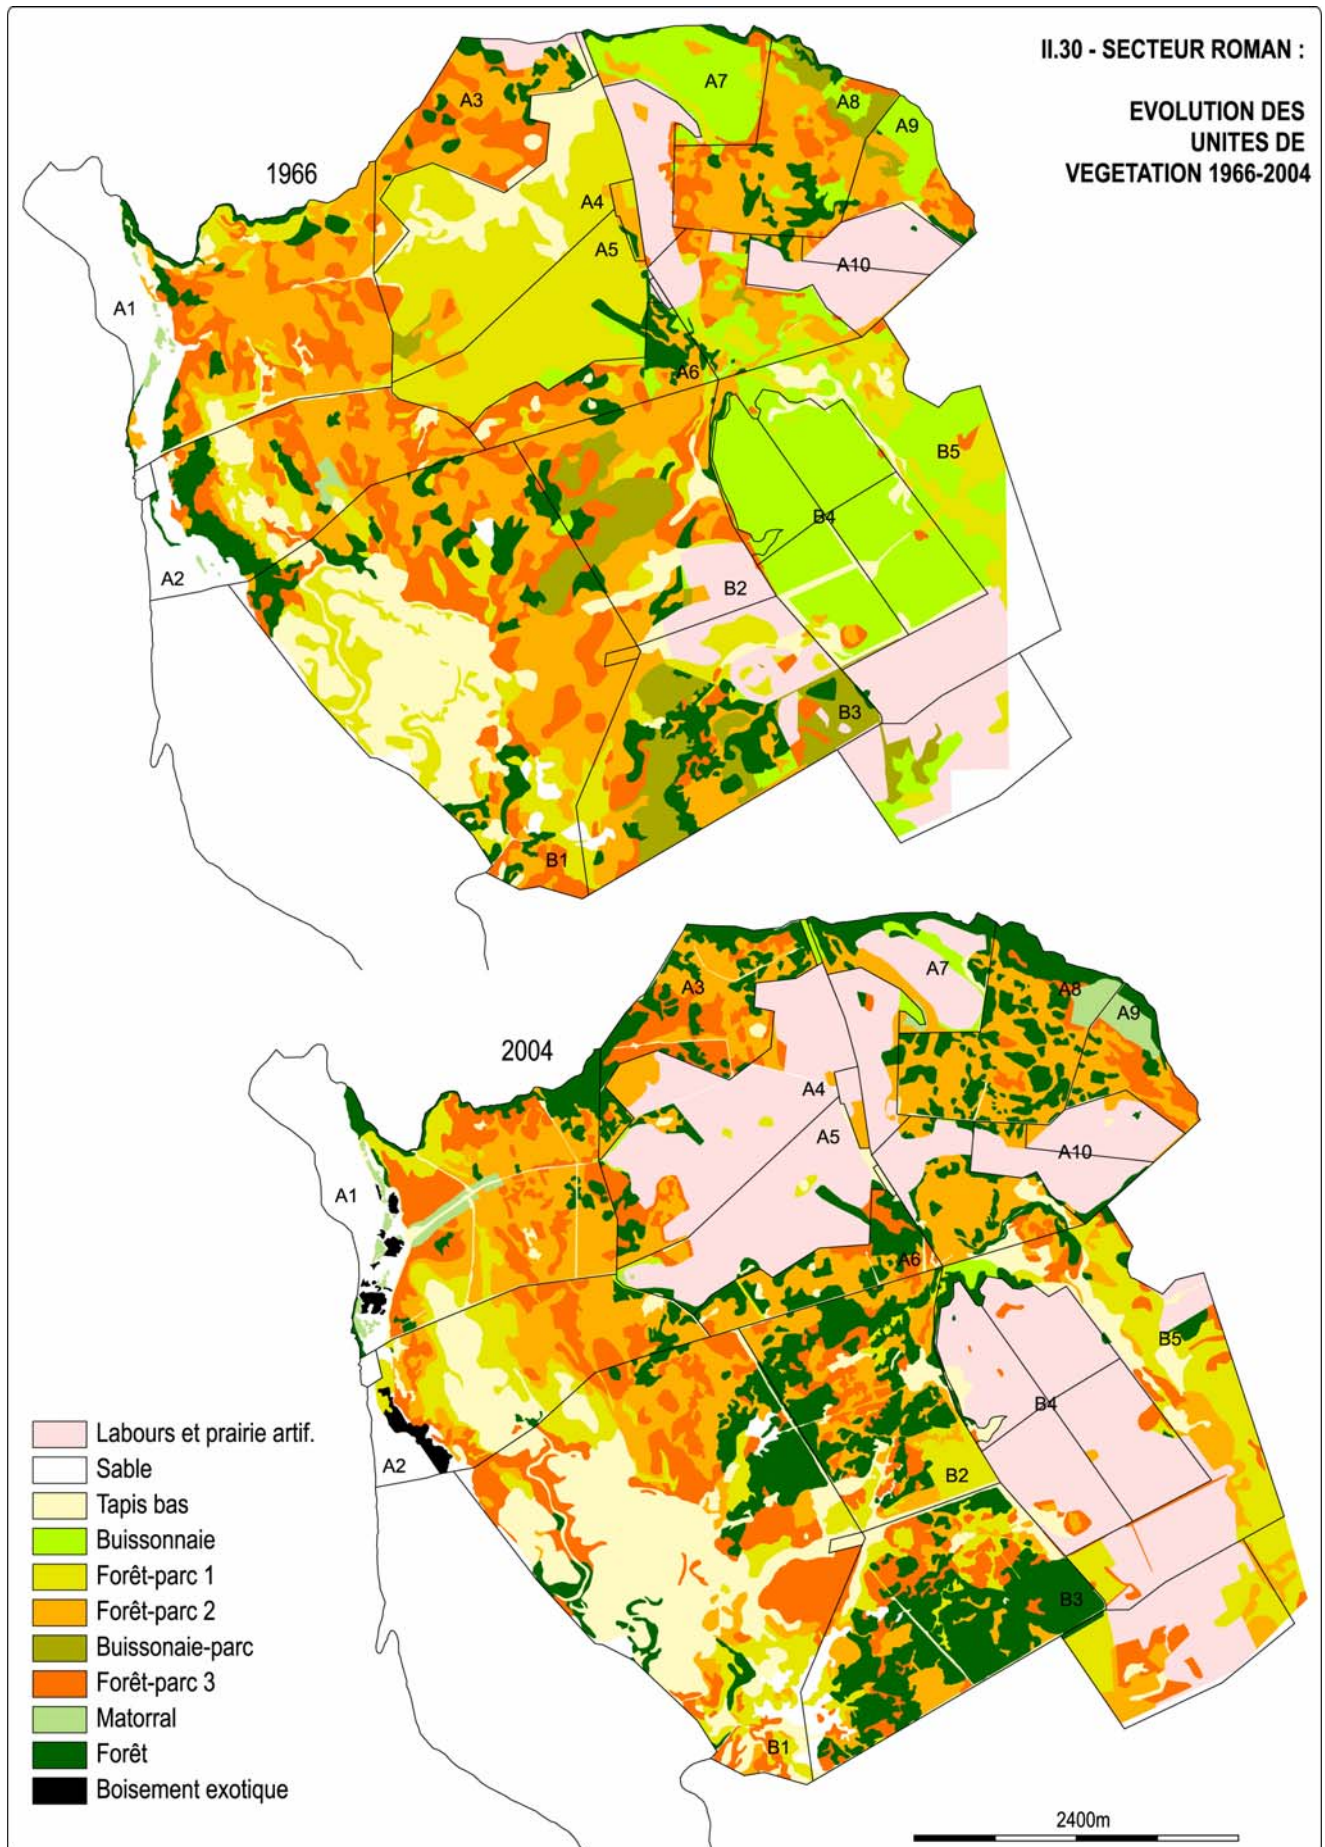 II.30 - SECTEUR ROMAN :
EVOLUTION DES
UNITES DE
VEGETATION 1966-2004
1966
A1
A2
A3
A4
A5
A6
A7
A8
A9
A10
B1
B2
B3
B4
B5
2004
A1
A2
A3
A4
A5
A6
A7
A8
A9
A10
B1
B2
B3
B4
B5
Labours et prairie artif.
Sable
Tapis bas
Buissonnaie
Forêt-parc 1
Forêt-parc 2
Buissonaie-parc
Forêt-parc 3
Matorral
Forêt
Boisement exotique
2400m